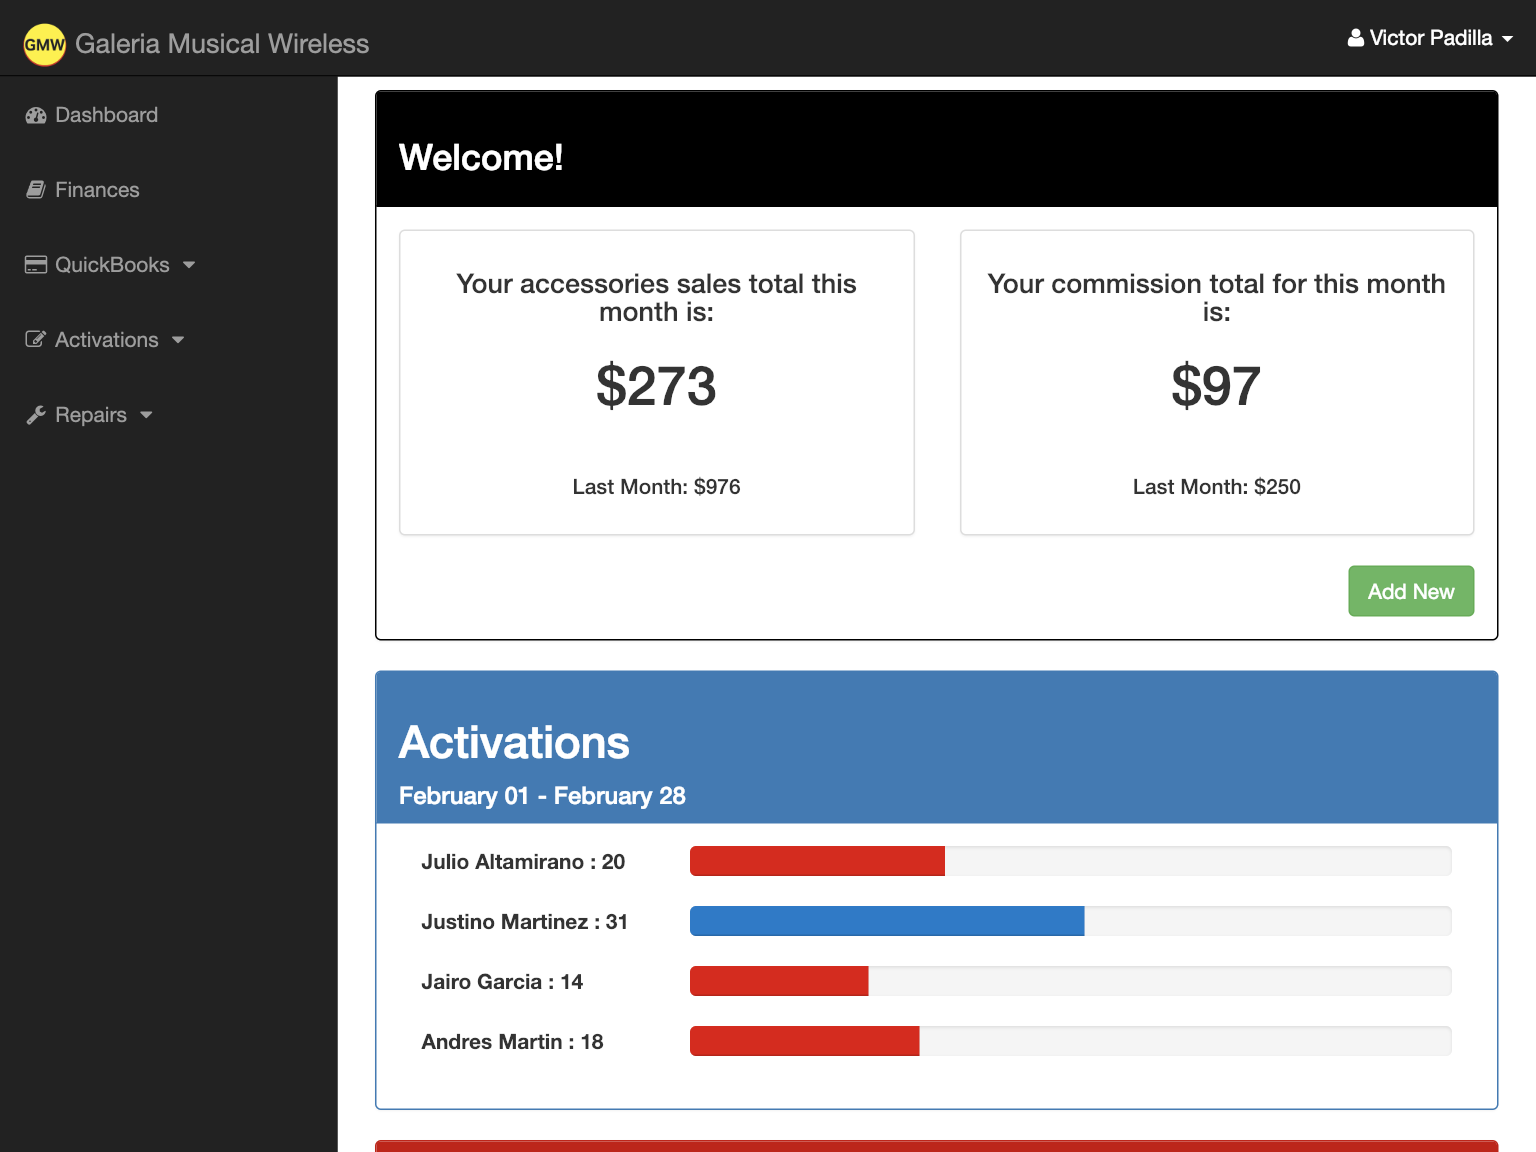 GMW Galeria Musical Wireless
Victor Padilla
Dashboard
Finances
QuickBooks
Activations
Repairs
Welcome!
Your accessories sales total this
month is:
$273
Last Month: $976
Your commission total for this month
is:
$97
Last Month: $250
Add New
Activations
February 01 - February 28
Julio Altamirano : 20
Justino Martinez : 31
Jairo Garcia : 14
Andres Martin : 18